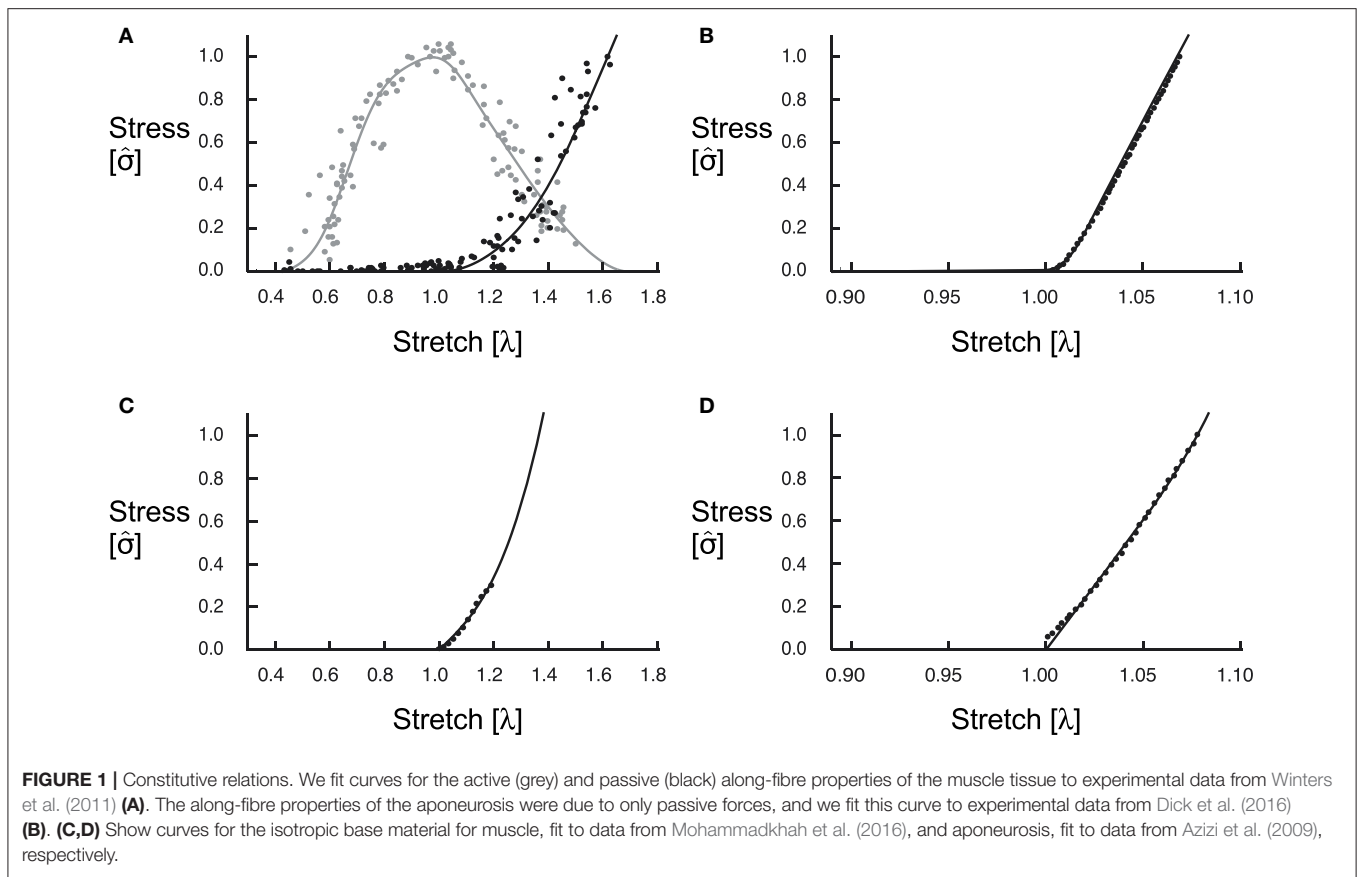 A
Stress
[σ̂]
1.0
0.8
0.6
0.4
0.2
0.0
0.4 0.6 0.8 1.0 1.2 1.4 1.6 1.8
Stretch [λ]
B
Stress
[σ̂]
1.0
0.8
0.6
0.4
0.2
0.0
0.90 0.95 1.00 1.05 1.10
Stretch [λ]
C
Stress
[σ̂]
1.0
0.8
0.6
0.4
0.2
0.0
0.4 0.6 0.8 1.0 1.2 1.4 1.6 1.8
Stretch [λ]
D
Stress
[σ̂]
1.0
0.8
0.6
0.4
0.2
0.0
0.90 0.95 1.00 1.05 1.10
Stretch [λ]
FIGURE 1 | Constitutive relations. We fit curves for the active (grey) and passive (black) along-fibre properties of the muscle tissue to experimental data from Winters
et al. (2011) (A). The along-fibre properties of the aponeurosis were due to only passive forces, and we fit this curve to experimental data from Dick et al. (2016)
(B). (C,D) Show curves for the isotropic base material for muscle, fit to data from Mohammadkhah et al. (2016), and aponeurosis, fit to data from Azizi et al. (2009),
respectively.